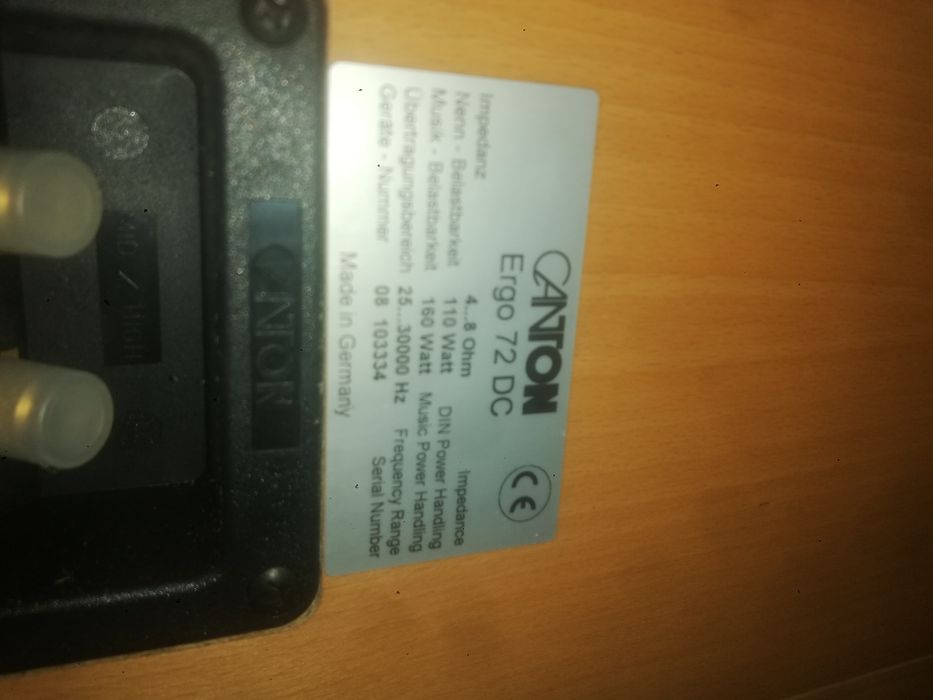 CANTON
Ergo 72 DC
CE
Impedanz 4...8 Ohm Impedance
Nenn - Belastbarkeit 110 Watt DIN Power Handling
Musik - Belastbarkeit 160 Watt Music Power Handling
Übertragungsbereich 25...30000 Hz Frequency Range
Geräte - Nummer 08 103334 Serial Number
Made in Germany
CANTON
MID / HIGH